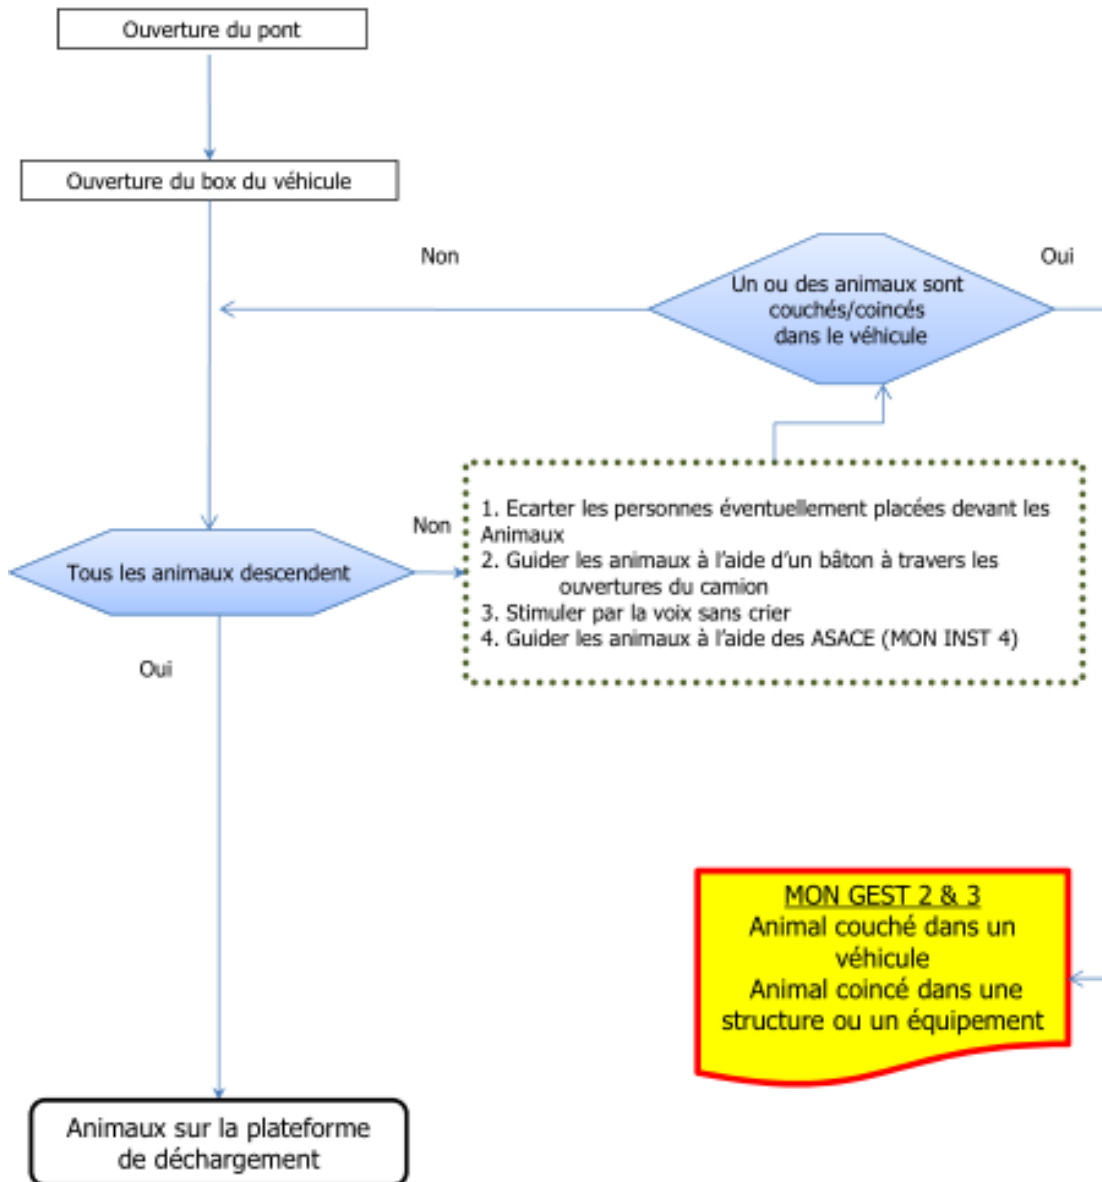 Ouverture du pont
Ouverture du box du véhicule
Non
Oui
Un ou des animaux sont
couchés/coincés
dans le véhicule
1. Ecarter les personnes éventuellement placées devant les
Animaux
2. Guider les animaux à l'aide d'un bâton à travers les
ouvertures du camion
3. Stimuler par la voix sans crier
4. Guider les animaux à l'aide des ASACE (MON INST 4)
Non
Tous les animaux descendent
Oui
MON GEST 2 & 3
Animal couché dans un
véhicule
Animal coincé dans une
structure ou un équipement
Animaux sur la plateforme
de déchargement